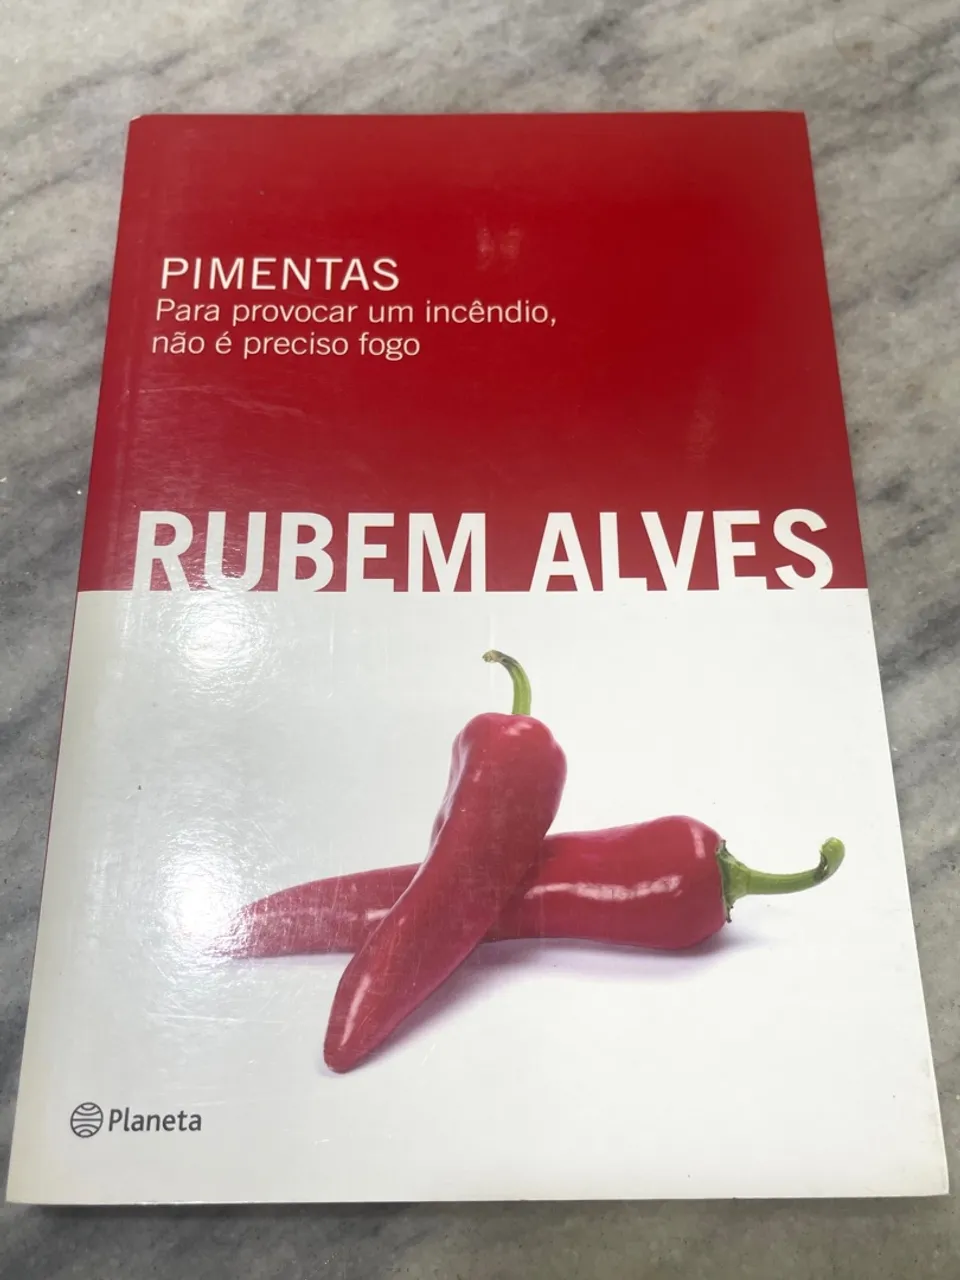 PIMENTAS
Para provocar um incêndio,
não é preciso fogo
RUBEM ALVES
Planeta